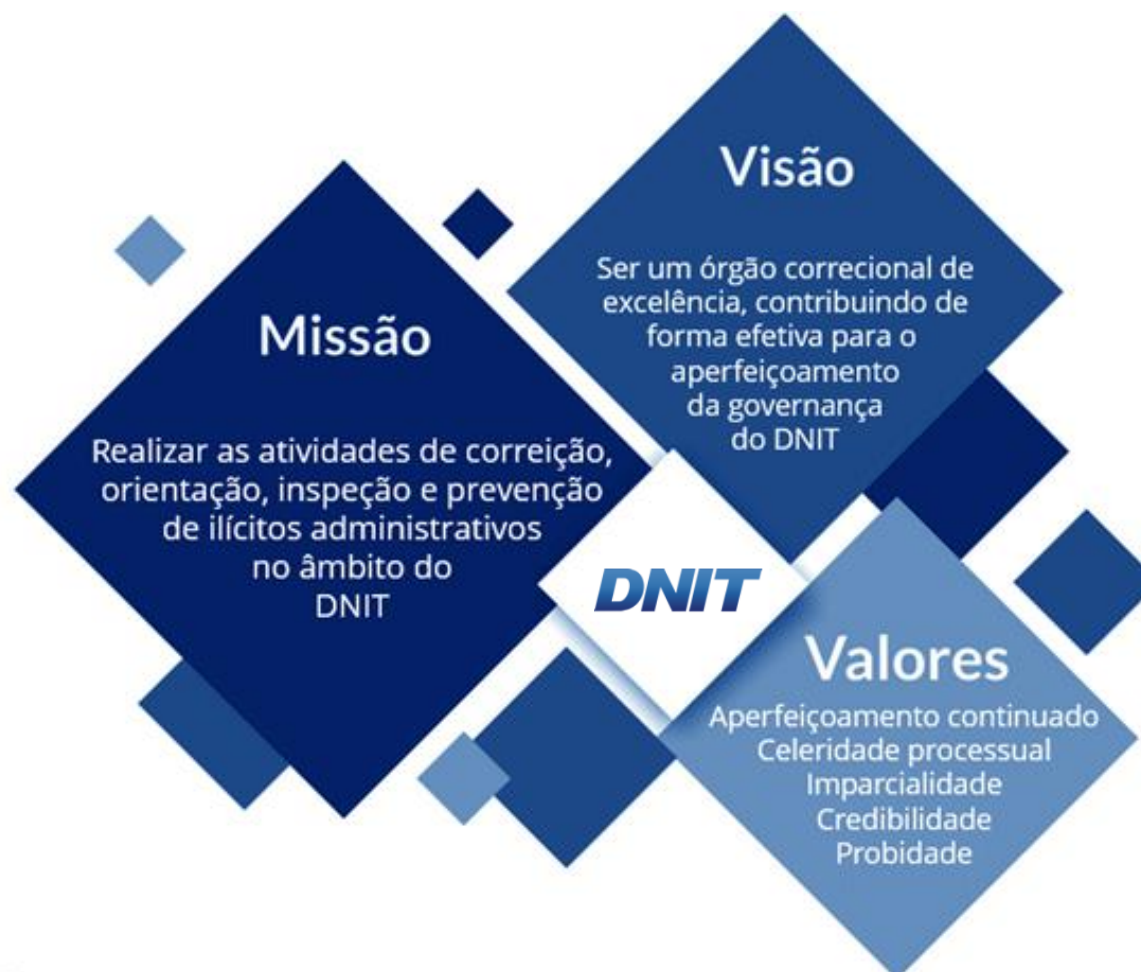 Missão
Realizar as atividades de correição,
orientação, inspeção e prevenção
de ilícitos administrativos
no âmbito do
DNIT
Visão
Ser um órgão correcional de
excelência, contribuindo de
forma efetiva para o
aperfeiçoamento
da governança
do DNIT
DNIT
Valores
Aperfeiçoamento continuado
Celeridade processual
Imparcialidade
Credibilidade
Probidade